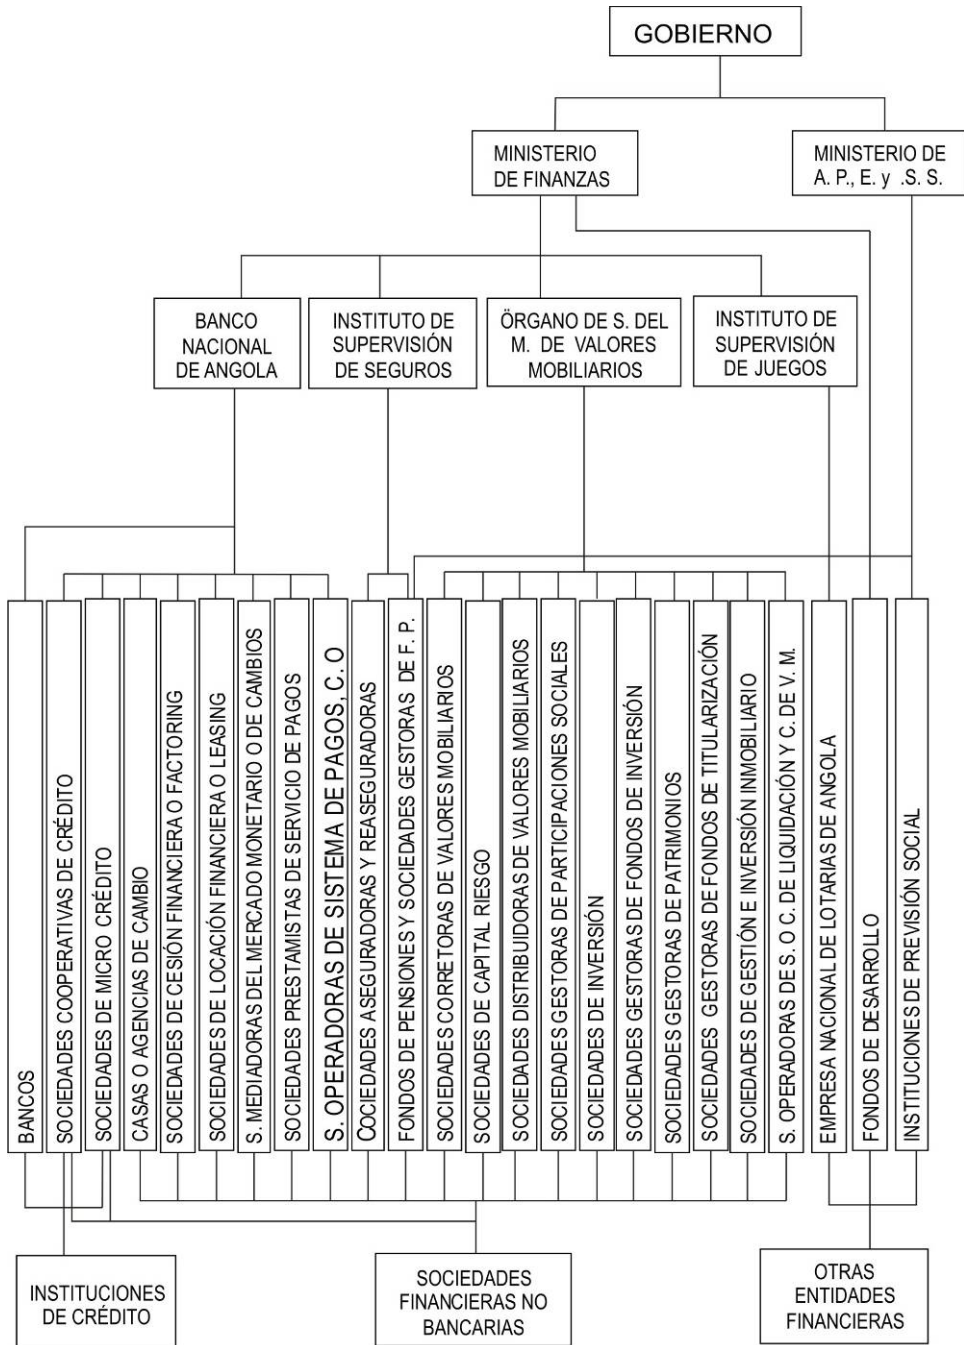 GOBIERNO
MINISTERIO
DE FINANZAS
MINISTERIO DE
A. P., E. y .S. S.
BANCO
NACIONAL
DE ANGOLA
INSTITUTO DE
SUPERVISIÓN
DE SEGUROS
ÖRGANO DE S. DEL
M. DE VALORES
MOBILIARIOS
INSTITUTO DE
SUPERVISIÓN
DE JUEGOS
BANCOS
SOCIEDADES COOPERATIVAS DE CRÉDITO
SOCIEDADES DE MICRO CRÉDITO
CASAS O AGENCIAS DE CAMBIO
SOCIEDADES DE CESIÓN FINANCIERA O FACTORING
SOCIEDADES DE LOCACIÓN FINANCIERA O LEASING
S. MEDIADORAS DEL MERCADO MONETARIO O DE CAMBIOS
SOCIEDADES PRESTAMISTAS DE SERVICIO DE PAGOS
S. OPERADORAS DE SISTEMA DE PAGOS, C. O
COCIEDADES ASEGURADORAS Y REASEGURADORAS
FONDOS DE PENSIONES Y SOCIEDADES GESTORAS DE F. P.
SOCIEDADES CORRETORAS DE VALORES MOBILIARIOS
SOCIEDADES DE CAPITAL RIESGO
SOCIEDADES DISTRIBUIDORAS DE VALORES MOBILIARIOS
SOCIEDADES GESTORAS DE PARTICIPACIONES SOCIALES
SOCIEDADES DE INVERSIÓN
SOCIEDADES GESTORAS DE FONDOS DE INVERSIÓN
SOCIEDADES GESTORAS DE PATRIMONIOS
SOCIEDADES GESTORAS DE FONDOS DE TITULARIZACIÓN
SOCIEDADES DE GESTIÓN E INVERSIÓN INMOBILIARIO
S. OPERADORAS DE S. O C. DE LIQUIDACIÓN Y C. DE V. M.
EMPRESA NACIONAL DE LOTARIAS DE ANGOLA
FONDOS DE DESARROLLO
INSTITUCIONES DE PREVISIÓN SOCIAL
INSTITUCIONES
DE CRÉDITO
SOCIEDADES
FINANCIERAS NO
BANCARIAS
OTRAS
ENTIDADES
FINANCIERAS